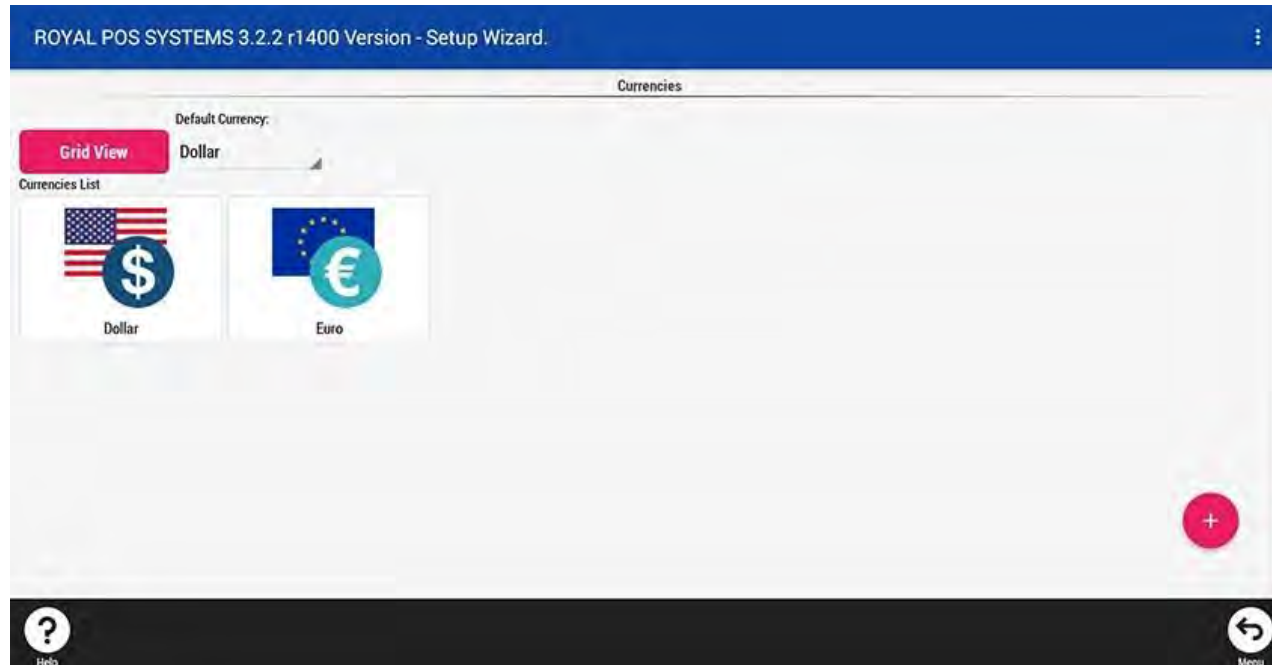 ROYAL POS SYSTEMS 3.2.2 r1400 Version - Setup Wizard.
Currencies
Default Currency:
Grid View
Dollar
Currencies List
$
€
Dollar
Euro
+
?
Help
Menu